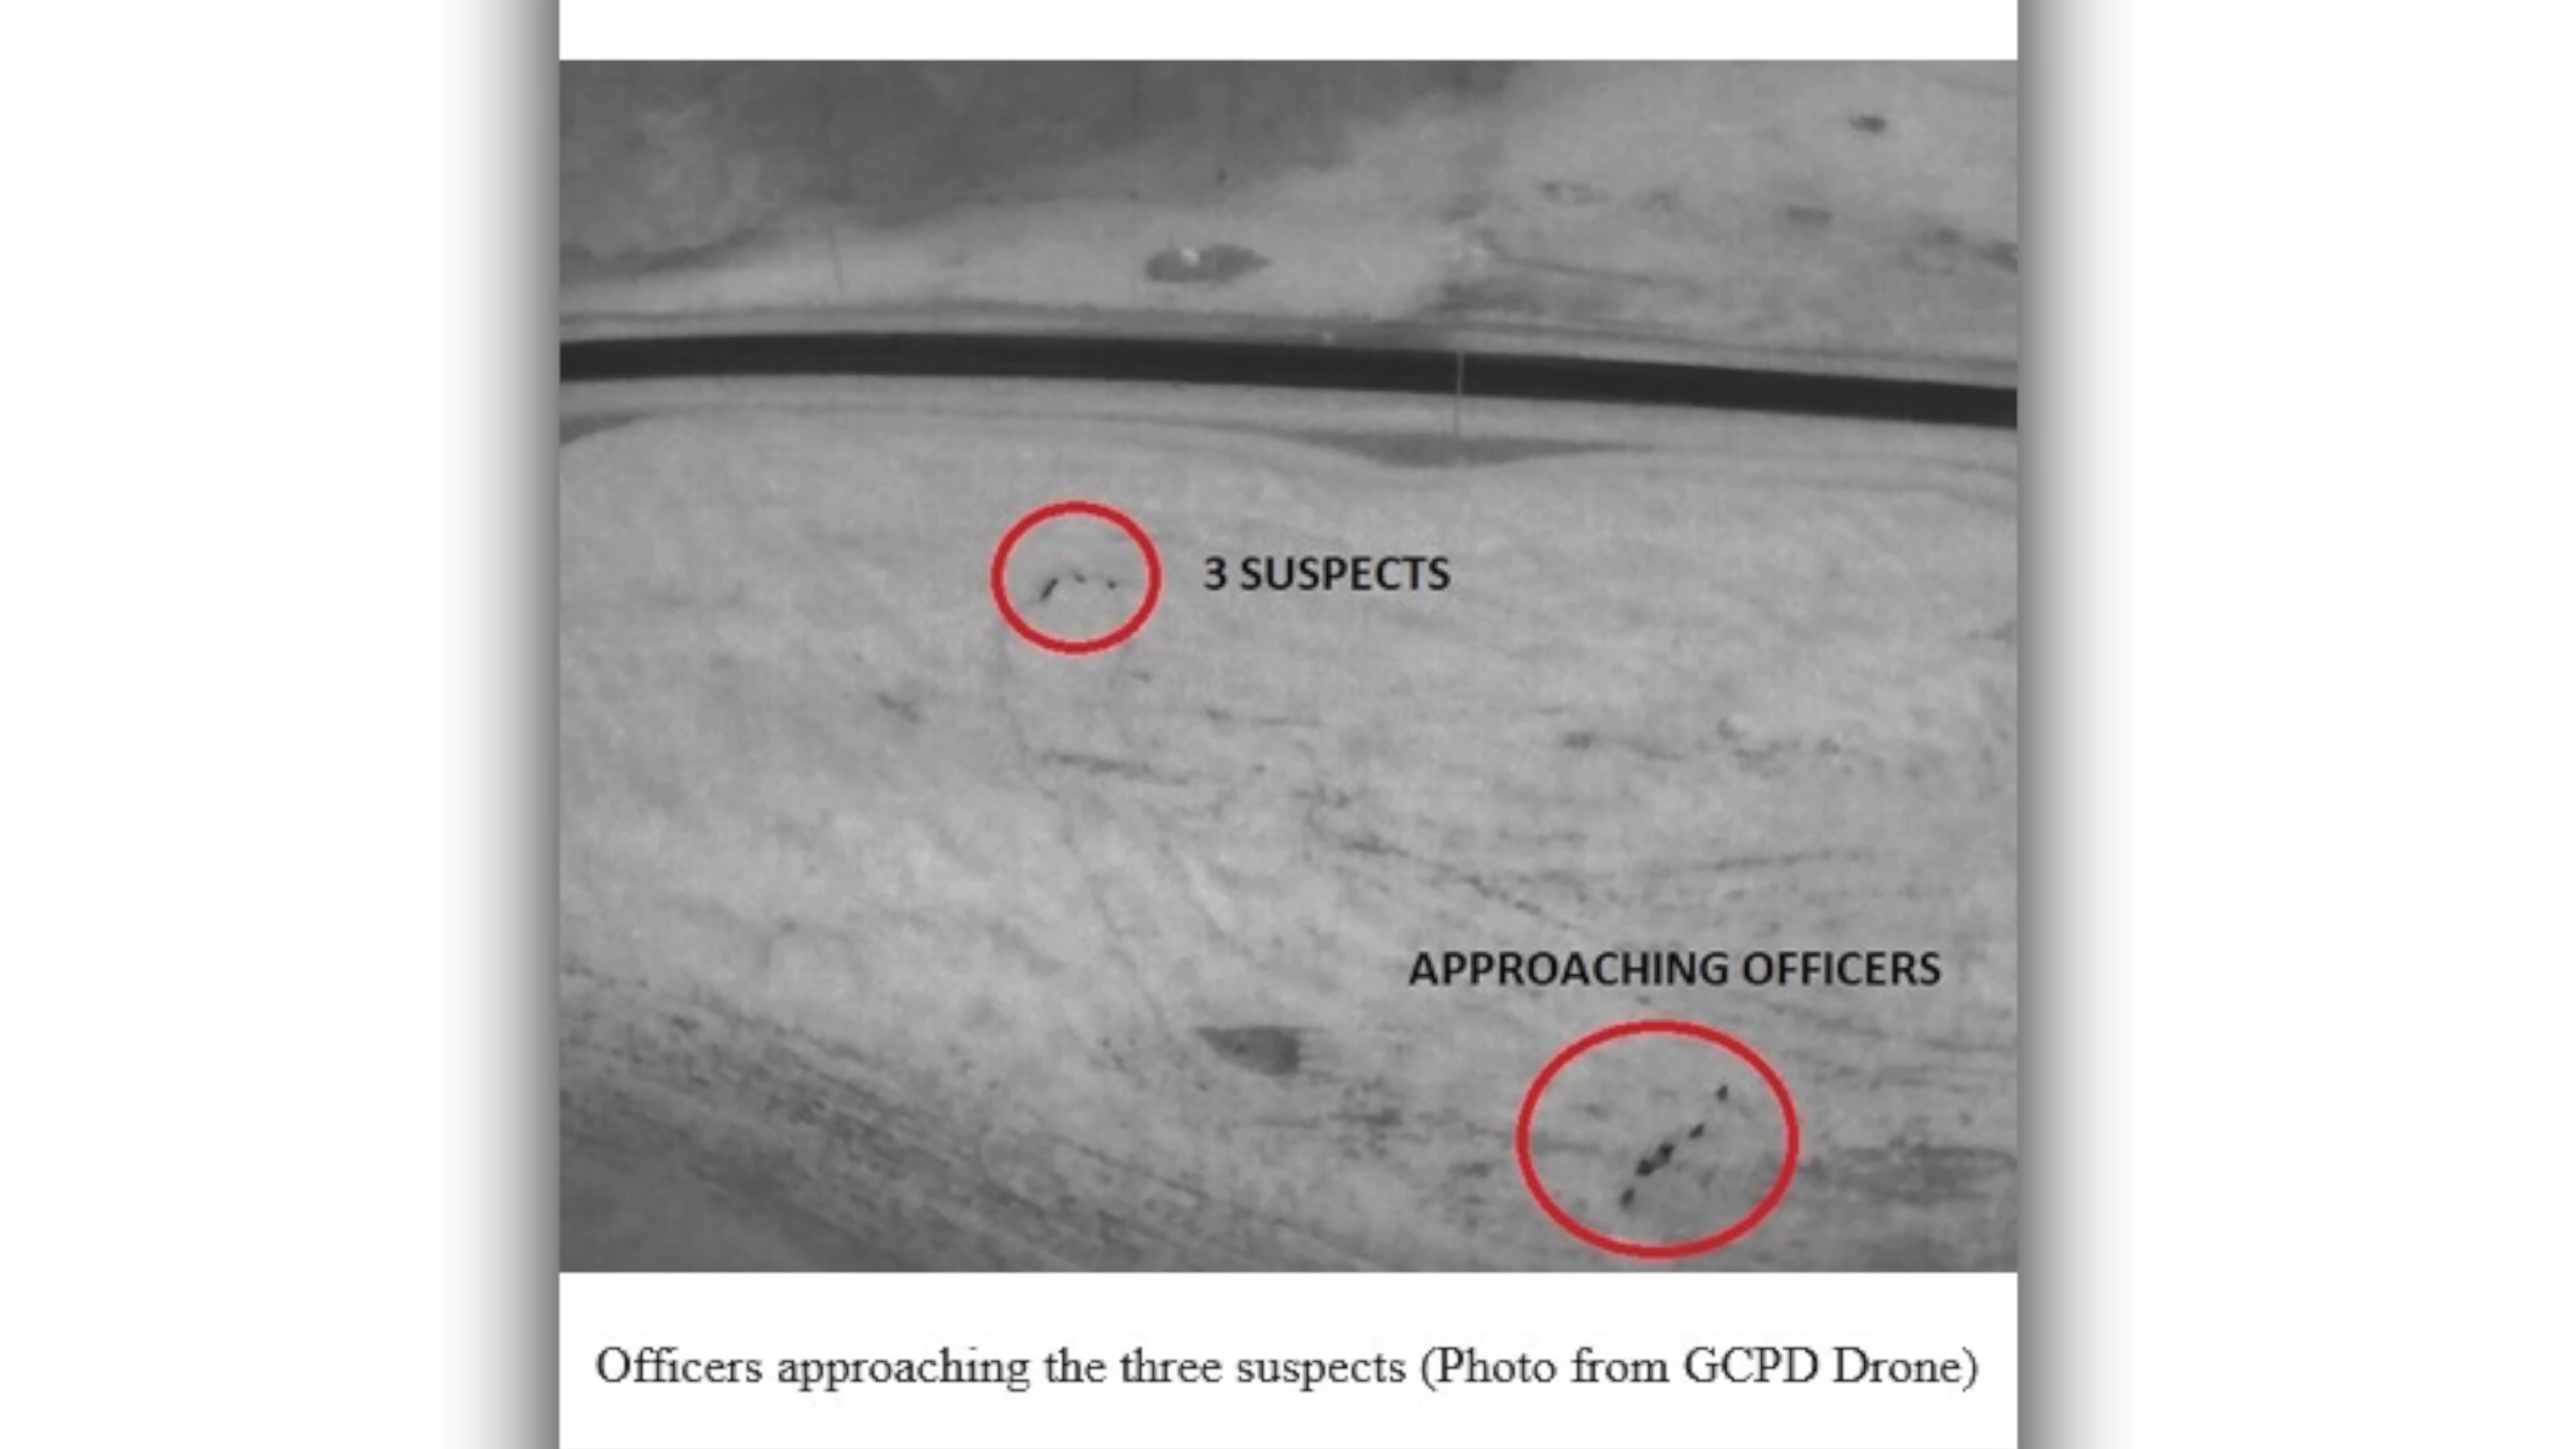 3 SUSPECTS
APPROACHING OFFICERS
Officers approaching the three suspects (Photo from GCPD Drone)